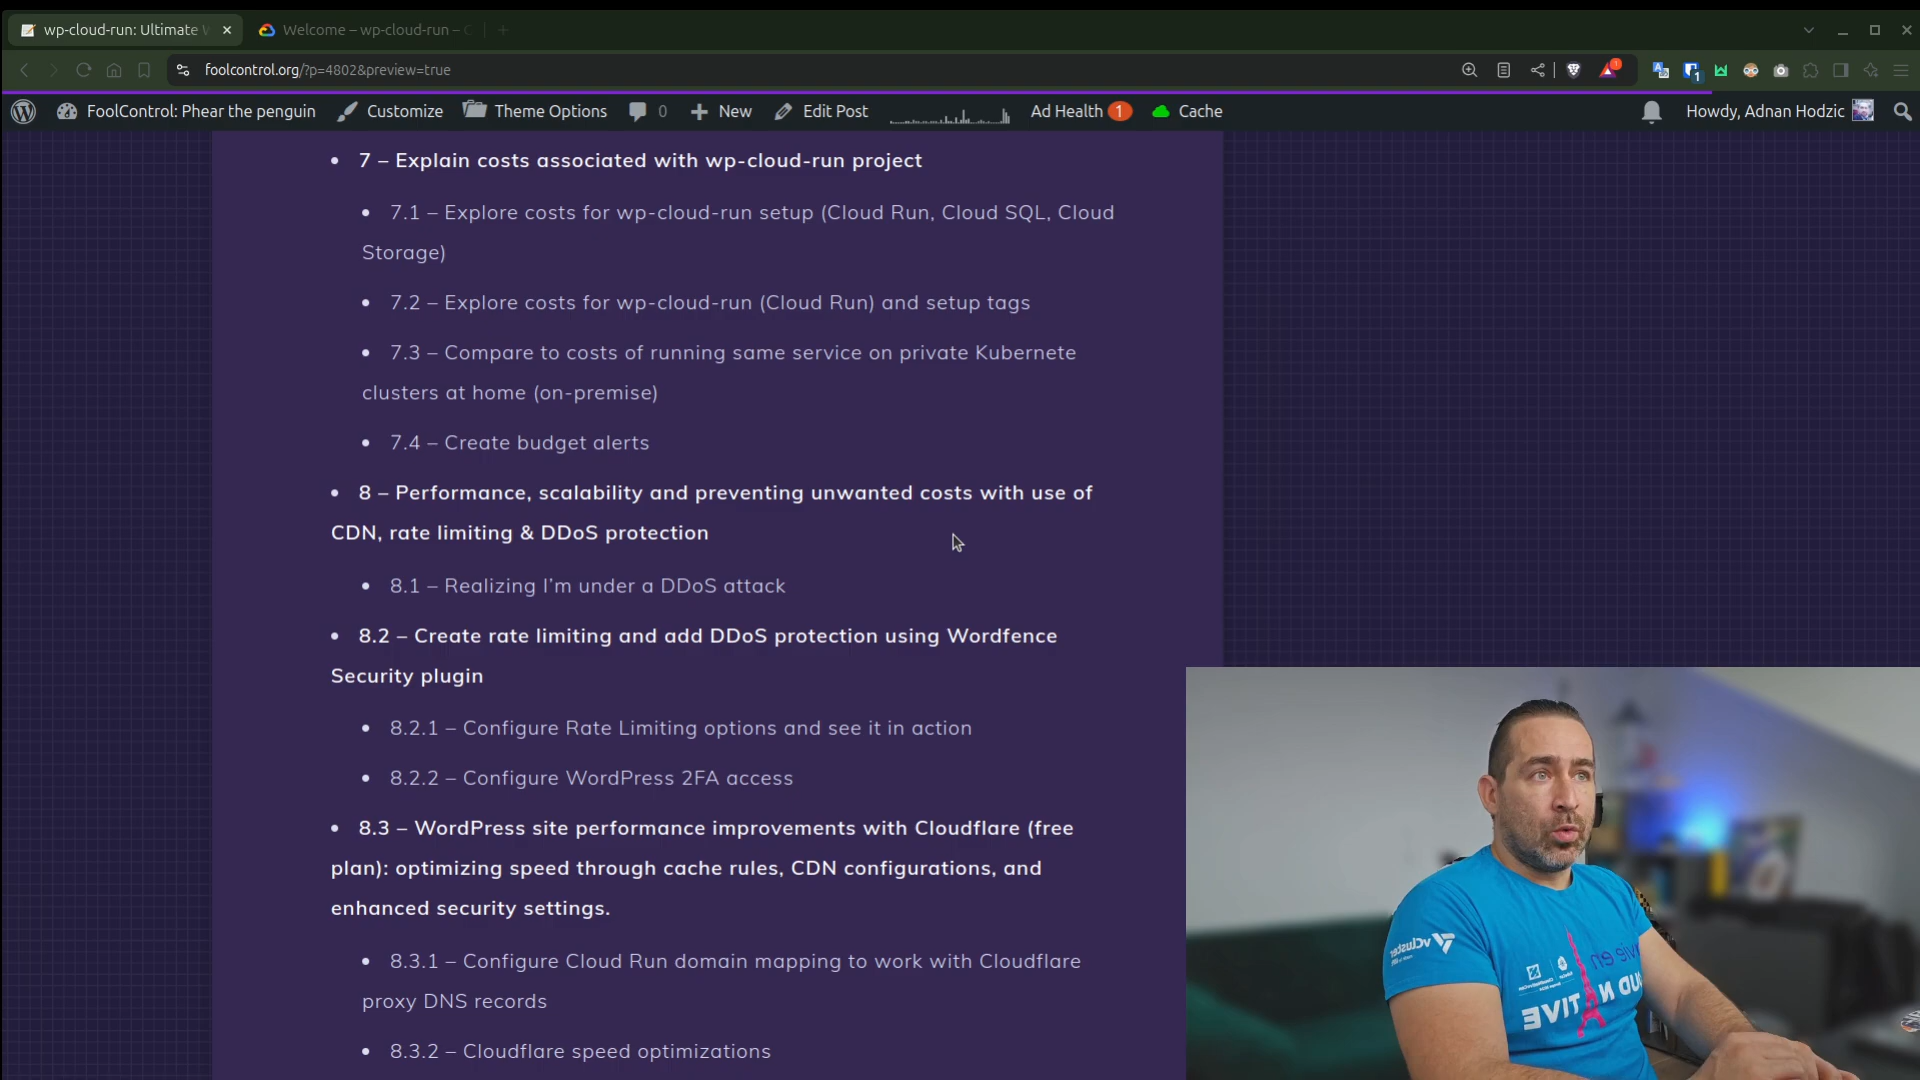 wp-cloud-run: Ultimate
Welcome – wp-cloud-run –
foolcontrol.org/?p=4802&preview=true
1
1
FoolControl: Phear the penguin
Customize
Theme Options
0
New
Edit Post
Ad Health 1
Cache
Howdy, Adnan Hodzic
7 – Explain costs associated with wp-cloud-run project
7.1 – Explore costs for wp-cloud-run setup (Cloud Run, Cloud SQL, Cloud
Storage)
7.2 – Explore costs for wp-cloud-run (Cloud Run) and setup tags
7.3 – Compare to costs of running same service on private Kubernete
clusters at home (on-premise)
7.4 – Create budget alerts
8 – Performance, scalability and preventing unwanted costs with use of
CDN, rate limiting & DDoS protection
8.1 – Realizing I’m under a DDoS attack
8.2 – Create rate limiting and add DDoS protection using Wordfence
Security plugin
8.2.1 – Configure Rate Limiting options and see it in action
8.2.2 – Configure WordPress 2FA access
8.3 – WordPress site performance improvements with Cloudflare (free
plan): optimizing speed through cache rules, CDN configurations, and
enhanced security settings.
8.3.1 – Configure Cloud Run domain mapping to work with Cloudflare
proxy DNS records
8.3.2 – Cloudflare speed optimizations
vcluster